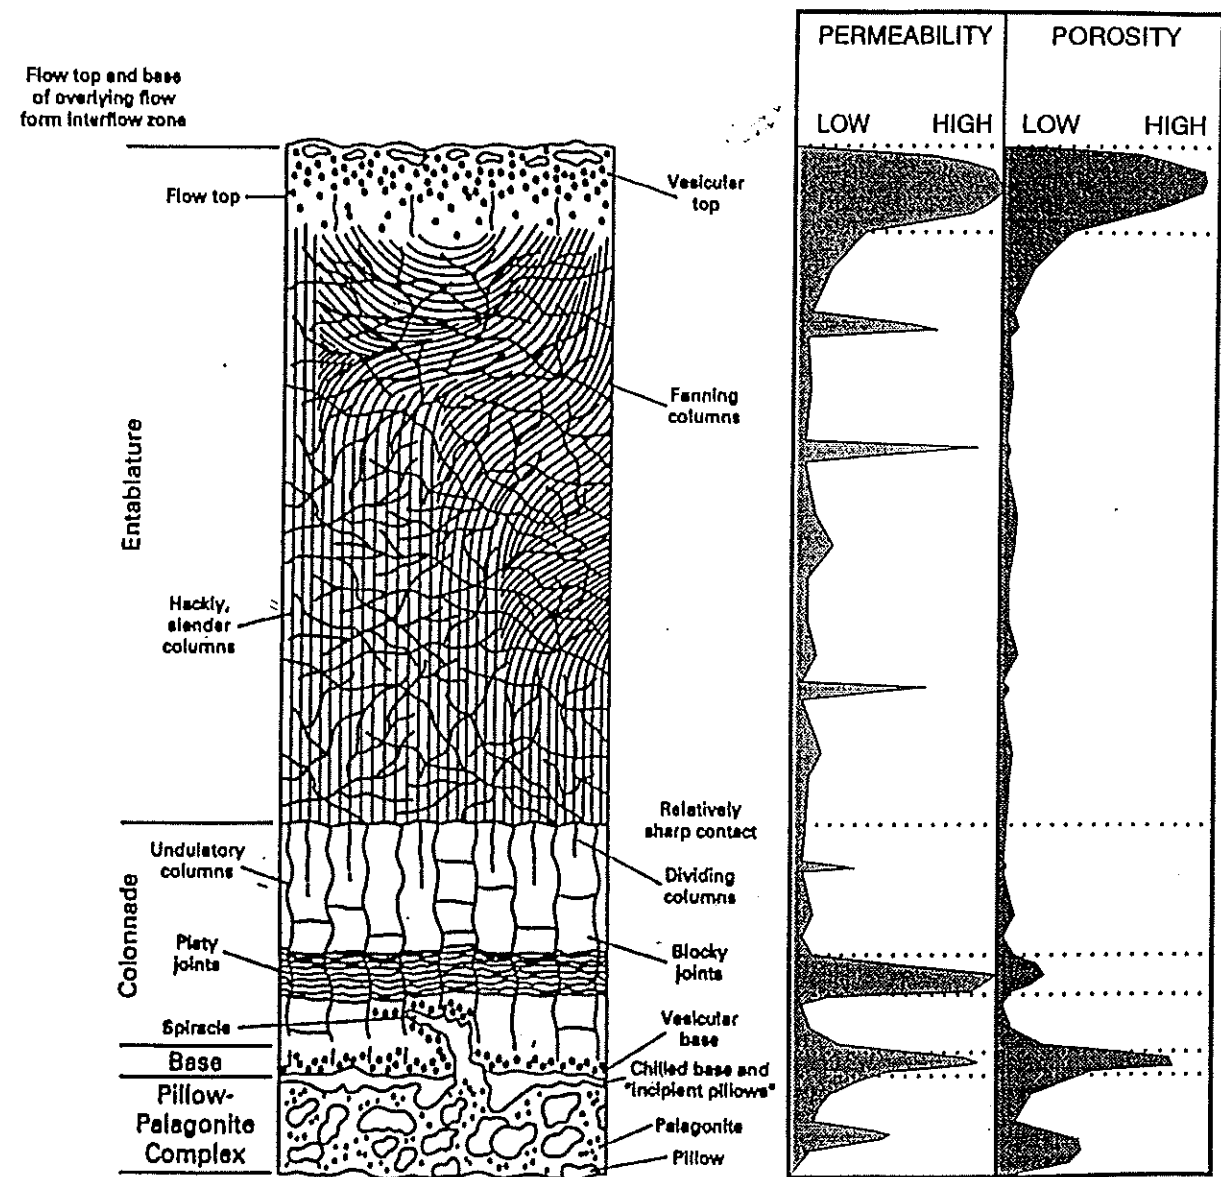 Flow top and base
of overlying flow
form interflow zone
PERMEABILITY
POROSITY
LOW
HIGH
LOW
HIGH
Flow top
Vesicular
top
Entablature
Fanning
columns
Hackly,
slender
columns
Relatively
sharp contact
Undulatory
columns
Dividing
columns
Colonnade
Platy
joints
Blocky
joints
Spiracle
Vesicular
base
Base
Chilled base and
"incipient pillows"
Pillow-
Palagonite
Complex
Palagonite
Pillow